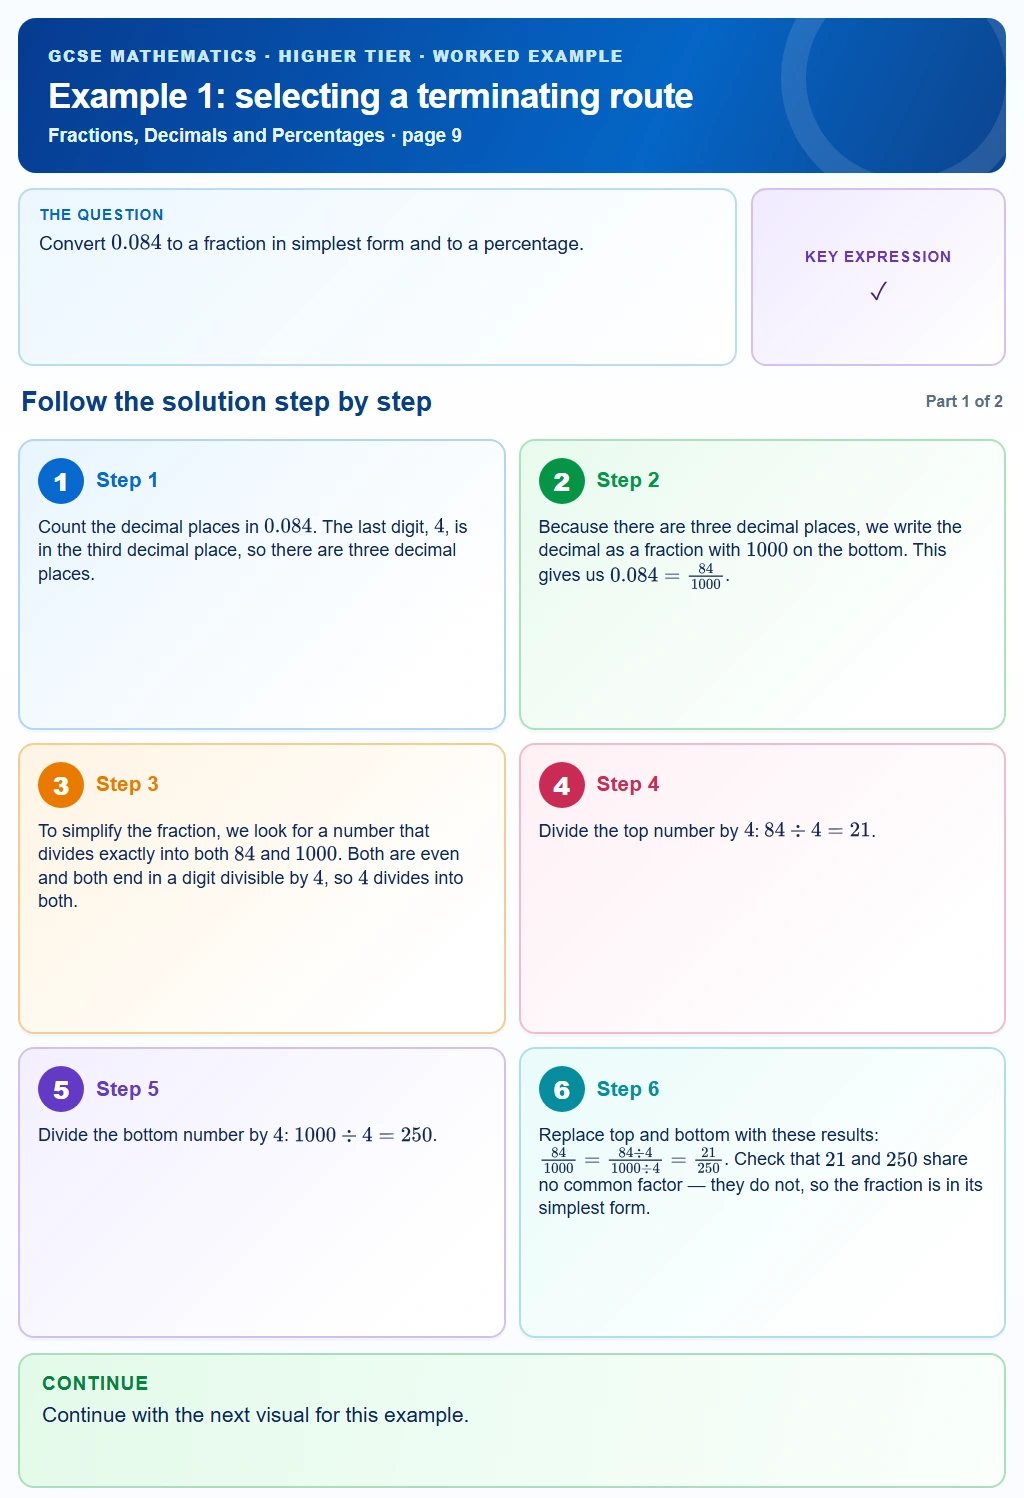 GCSE MATHEMATICS · HIGHER TIER · WORKED EXAMPLE
Example 1: selecting a terminating route
Fractions, Decimals and Percentages · page 9
THE QUESTION
Convert 0.084 to a fraction in simplest form and to a percentage.
KEY EXPRESSION
✓
Follow the solution step by step
Part 1 of 2
1 Step 1
Count the decimal places in 0.084. The last digit, 4, is
in the third decimal place, so there are three decimal
places.
2 Step 2
Because there are three decimal places, we write the
decimal as a fraction with 1000 on the bottom. This
gives us 0.084 = 84/1000.
3 Step 3
To simplify the fraction, we look for a number that
divides exactly into both 84 and 1000. Both are even
and both end in a digit divisible by 4, so 4 divides into
both.
4 Step 4
Divide the top number by 4: 84 ÷ 4 = 21.
5 Step 5
Divide the bottom number by 4: 1000 ÷ 4 = 250.
6 Step 6
Replace top and bottom with these results:
84/1000 = 84÷4/1000÷4 = 21/250. Check that 21 and 250 share
no common factor — they do not, so the fraction is in its
simplest form.
CONTINUE
Continue with the next visual for this example.